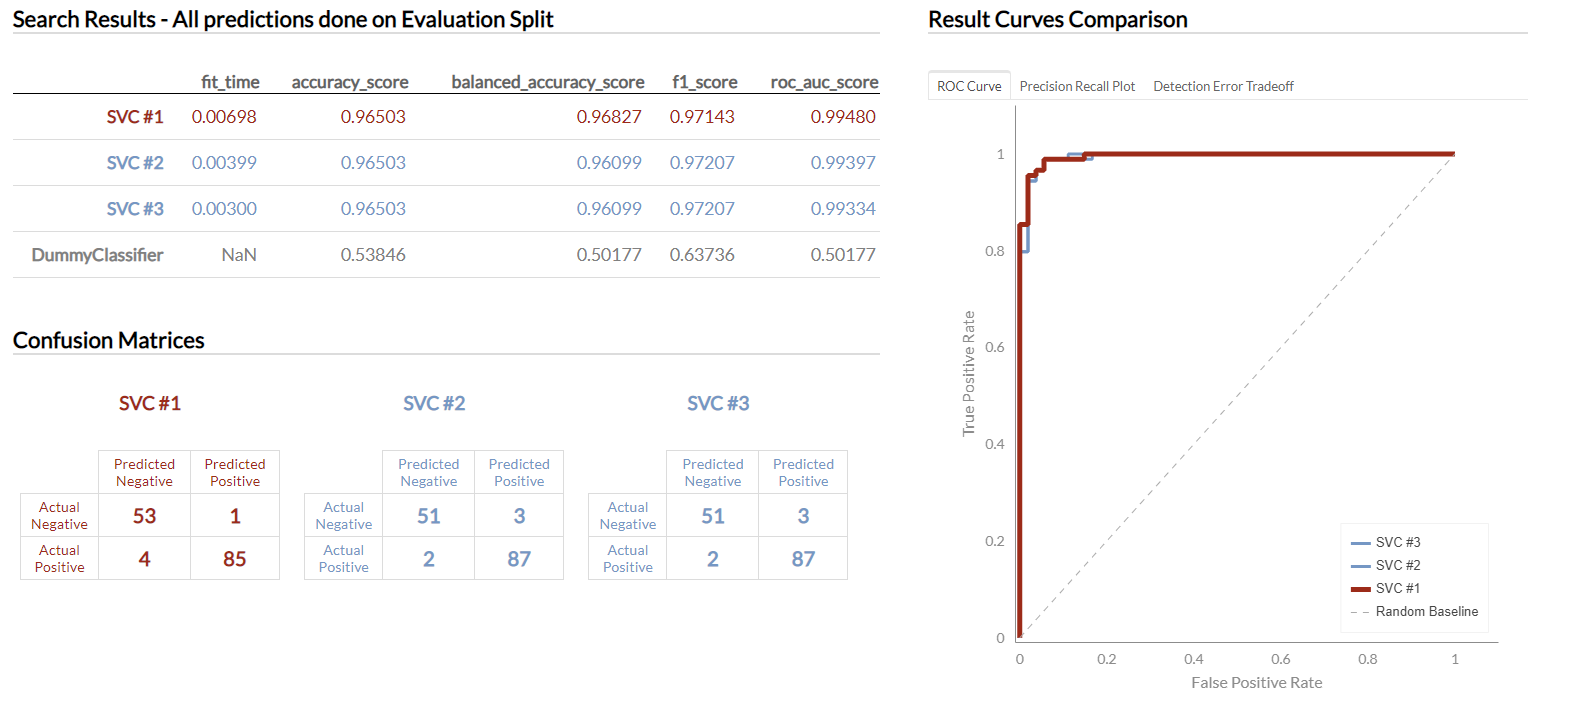 Search Results - All predictions done on Evaluation Split
fit_time accuracy_score balanced_accuracy_score f1_score roc_auc_score
SVC #1 0.00698 0.96503 0.96827 0.97143 0.99480
SVC #2 0.00399 0.96503 0.96099 0.97207 0.99397
SVC #3 0.00300 0.96503 0.96099 0.97207 0.99334
DummyClassifier NaN 0.53846 0.50177 0.63736 0.50177
Confusion Matrices
SVC #1
Predicted Negative Predicted Positive
Actual Negative 53 1
Actual Positive 4 85
SVC #2
Predicted Negative Predicted Positive
Actual Negative 51 3
Actual Positive 2 87
SVC #3
Predicted Negative Predicted Positive
Actual Negative 51 3
Actual Positive 2 87
Result Curves Comparison
ROC Curve Precision Recall Plot Detection Error Tradeoff
True Positive Rate
1
0.8
0.6
0.4
0.2
0
SVC #3
SVC #2
SVC #1
Random Baseline
0 0.2 0.4 0.6 0.8 1
False Positive Rate